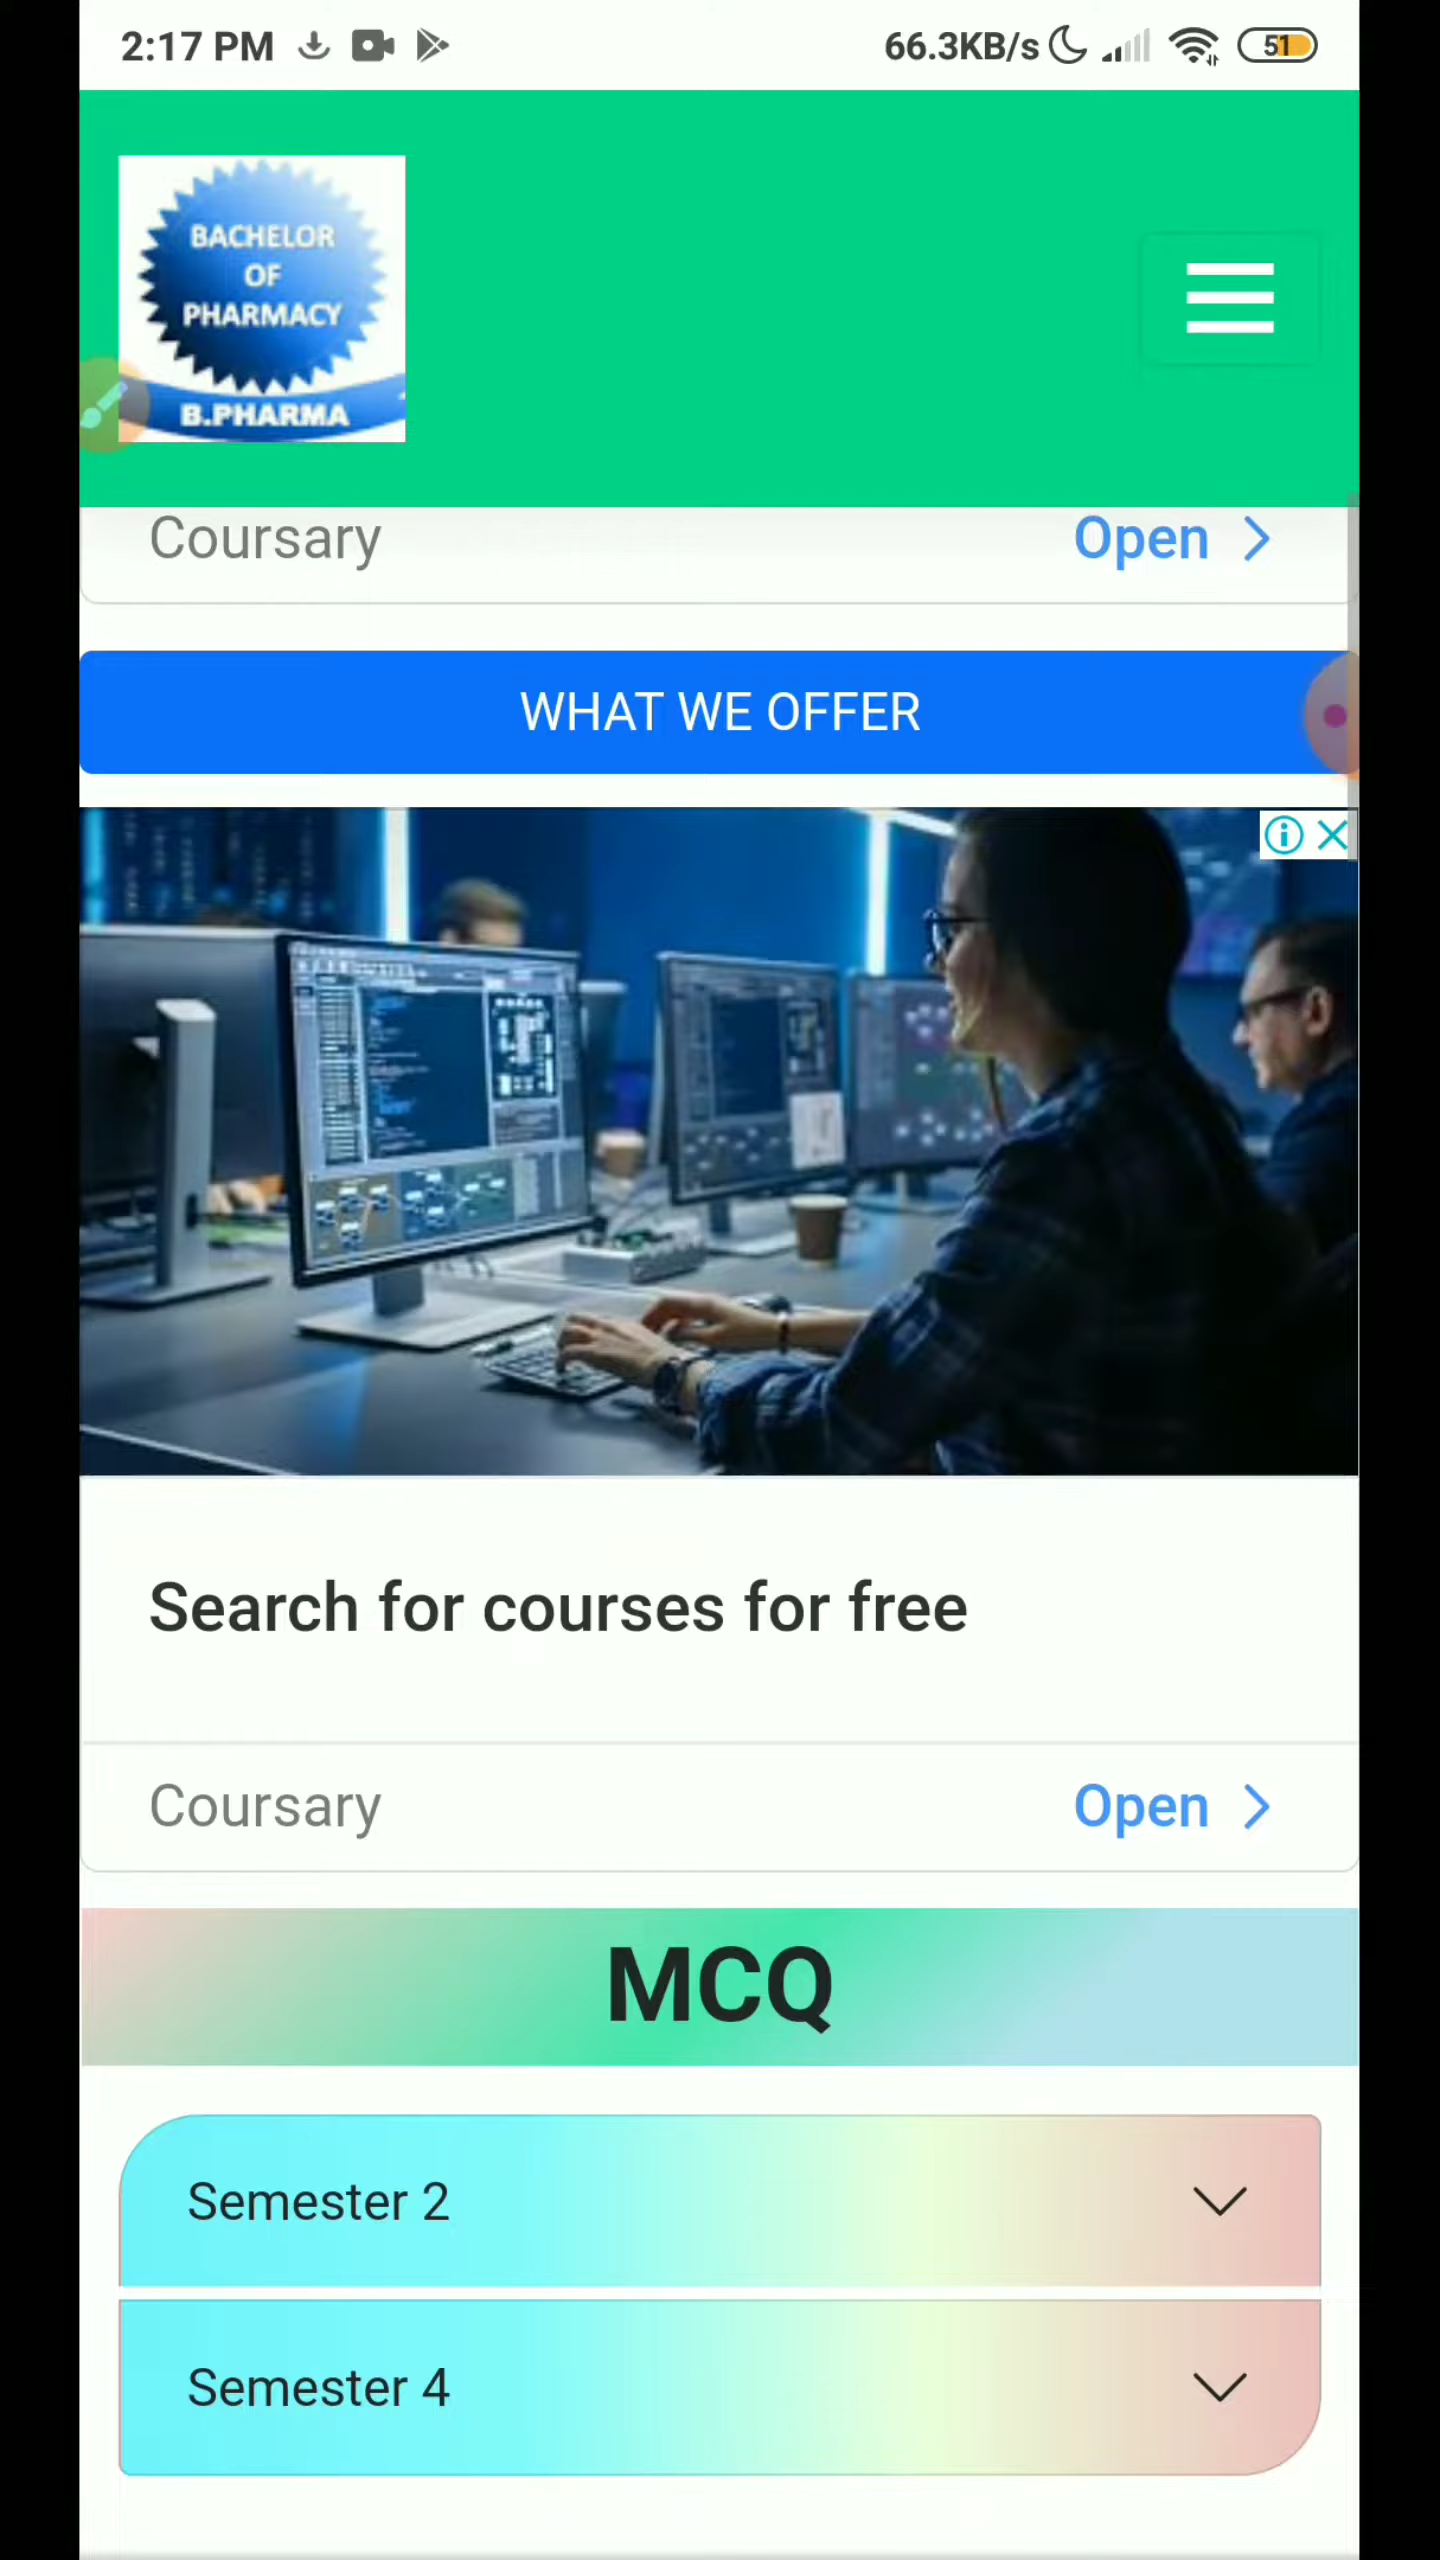 2:17 PM 66.3KB/s 51
BACHELOR
OF
PHARMACY
B.PHARMA
Coursary Open
WHAT WE OFFER
Search for courses for free
Coursary Open
MCQ
Semester 2
Semester 4